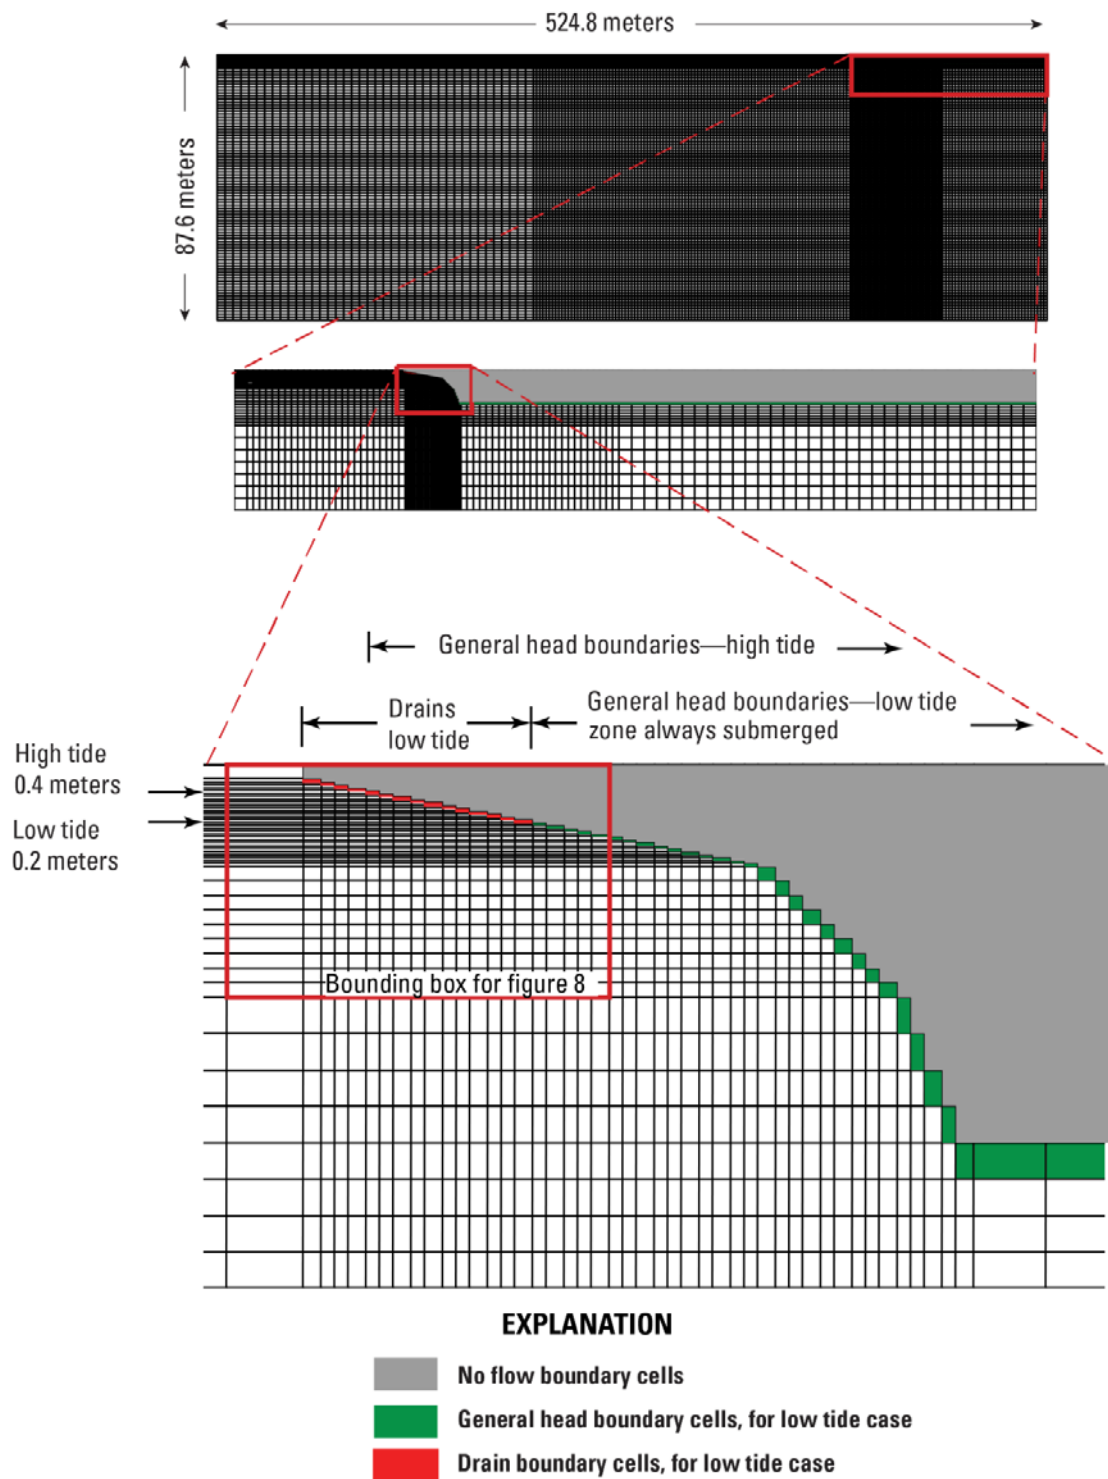 524.8 meters
87.6 meters
General head boundaries—high tide
Drains
low tide
General head boundaries—low tide
zone always submerged
High tide
0.4 meters
Low tide
0.2 meters
Bounding box for figure 8
EXPLANATION
No flow boundary cells
General head boundary cells, for low tide case
Drain boundary cells, for low tide case